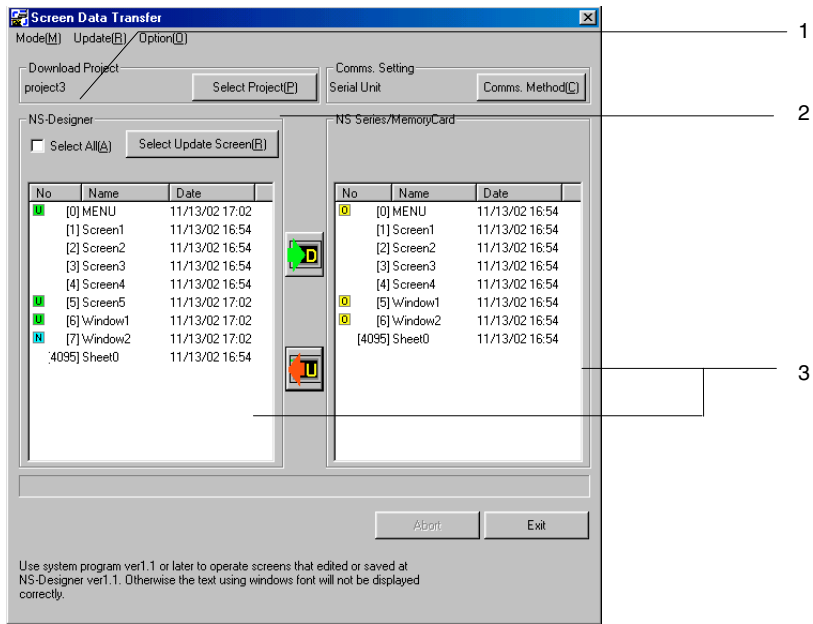 Screen Data Transfer
1
Mode(M) Update(R) Option(O)
Download Project
project3
Select Project(P)
Comms. Setting
Serial Unit
Comms. Method(C)
2
NS-Designer
Select All(A)
Select Update Screen(R)
NS Series/MemoryCard
No Name Date
U [0] MENU 11/13/02 17:02
[1] Screen1 11/13/02 16:54
[2] Screen2 11/13/02 16:54
[3] Screen3 11/13/02 16:54
[4] Screen4 11/13/02 16:54
U [5] Screen5 11/13/02 17:02
U [6] Window1 11/13/02 17:02
N [7] Window2 11/13/02 17:02
[4095] Sheet0 11/13/02 16:54
D
U
No Name Date
O [0] MENU 11/13/02 16:54
[1] Screen1 11/13/02 16:54
[2] Screen2 11/13/02 16:54
[3] Screen3 11/13/02 16:54
[4] Screen4 11/13/02 16:54
O [5] Window1 11/13/02 16:54
O [6] Window2 11/13/02 16:54
[4095] Sheet0 11/13/02 16:54
3
Abort
Exit
Use system program ver1.1 or later to operate screens that edited or saved at
NS-Designer ver1.1. Otherwise the text using windows font will not be displayed
correctly.